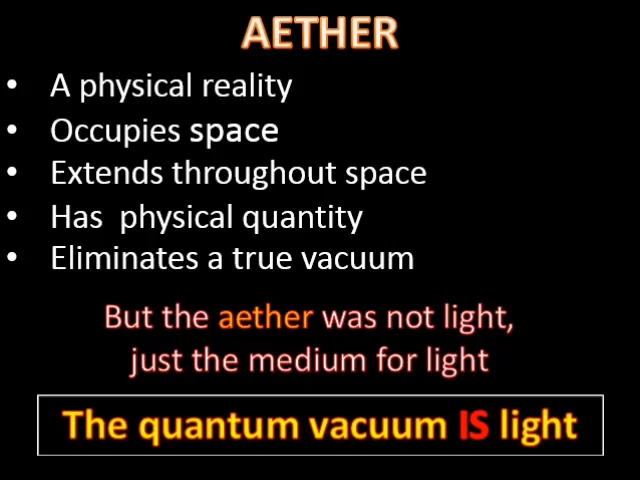 AETHER
• A physical reality
• Occupies space
• Extends throughout space
• Has  physical quantity
• Eliminates a true vacuum
But the aether was not light,
just the medium for light
The quantum vacuum IS light